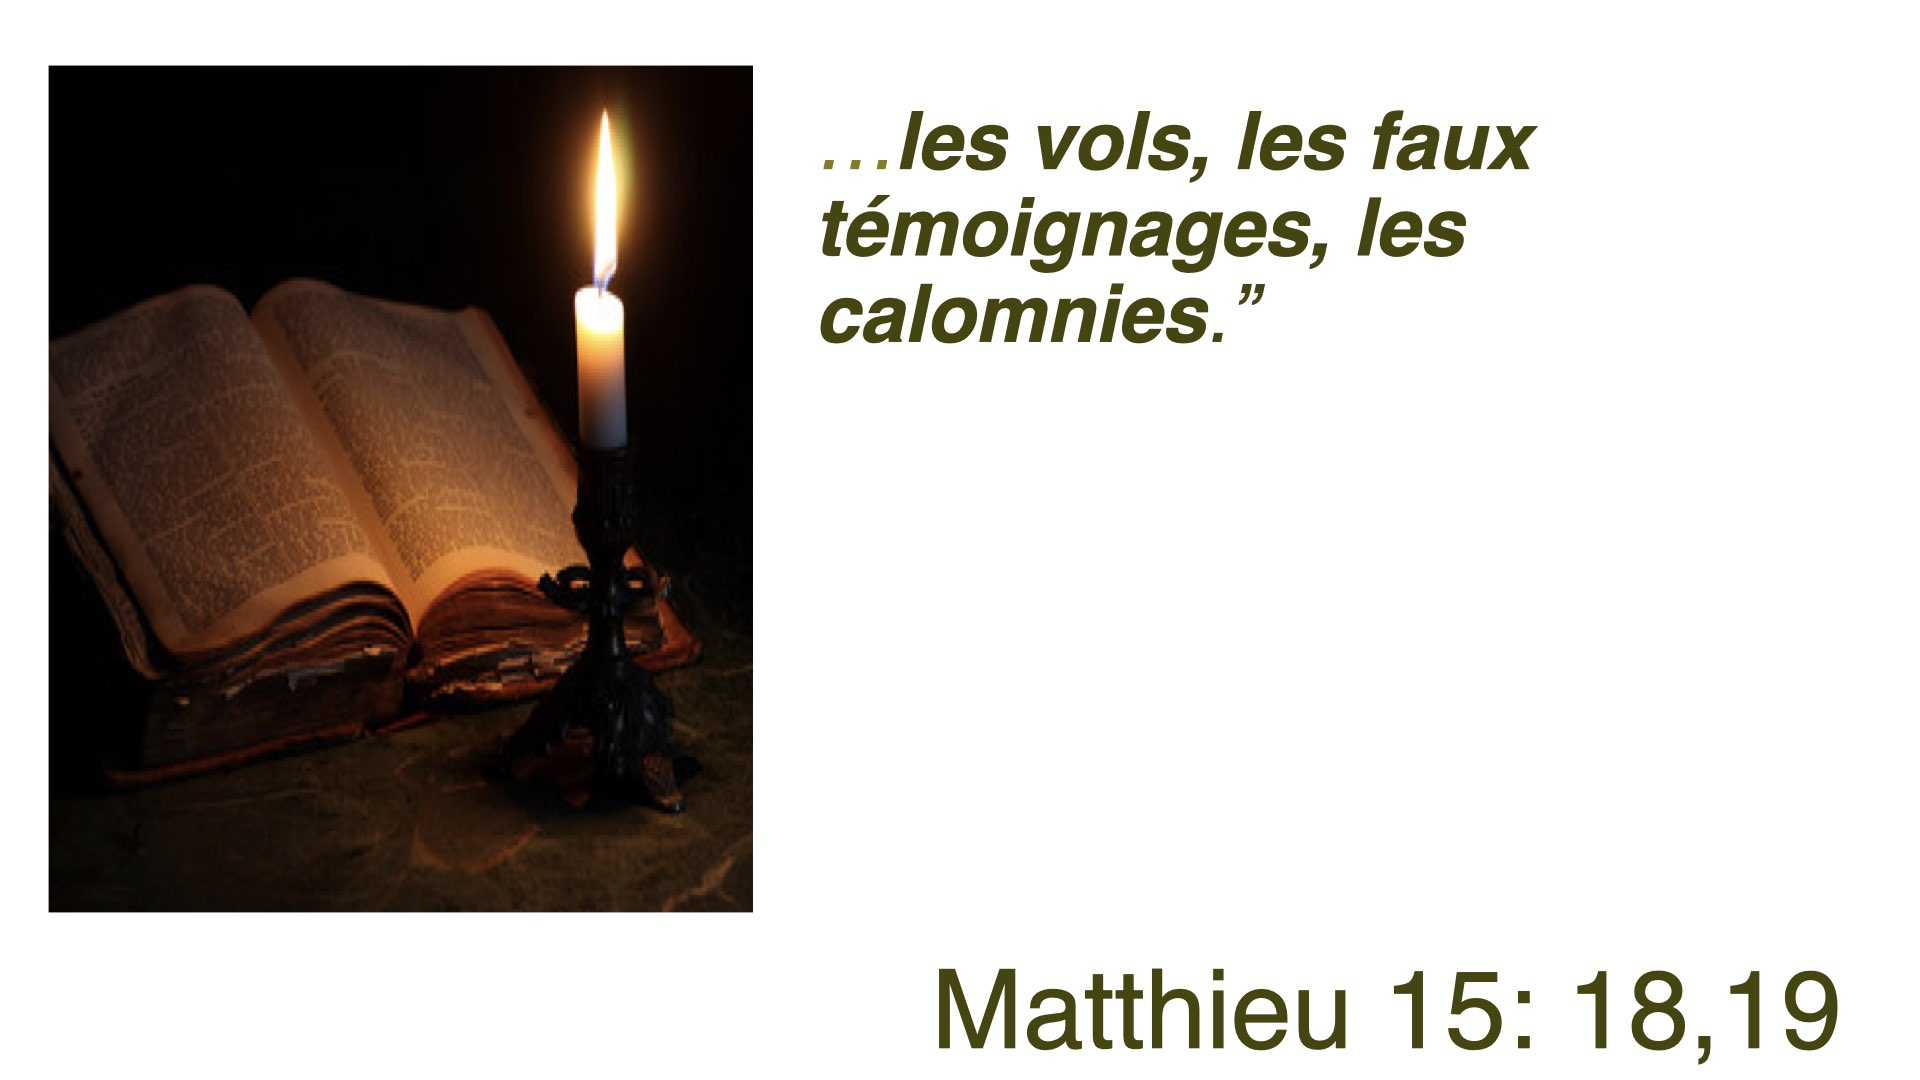 …les vols, les faux
témoignages, les
calomnies.”
Matthieu 15: 18,19